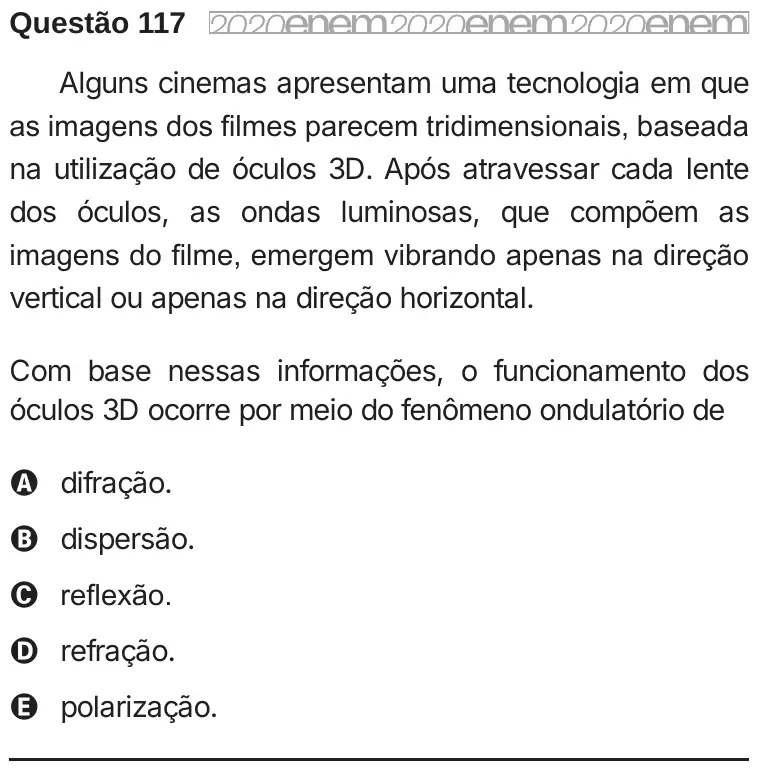 Questão 117 2020enem2020enem2020enem
Alguns cinemas apresentam uma tecnologia em que
as imagens dos filmes parecem tridimensionais, baseada
na utilização de óculos 3D. Após atravessar cada lente
dos óculos, as ondas luminosas, que compõem as
imagens do filme, emergem vibrando apenas na direção
vertical ou apenas na direção horizontal.
Com base nessas informações, o funcionamento dos
óculos 3D ocorre por meio do fenômeno ondulatório de
A difração.
B dispersão.
C reflexão.
D refração.
E polarização.